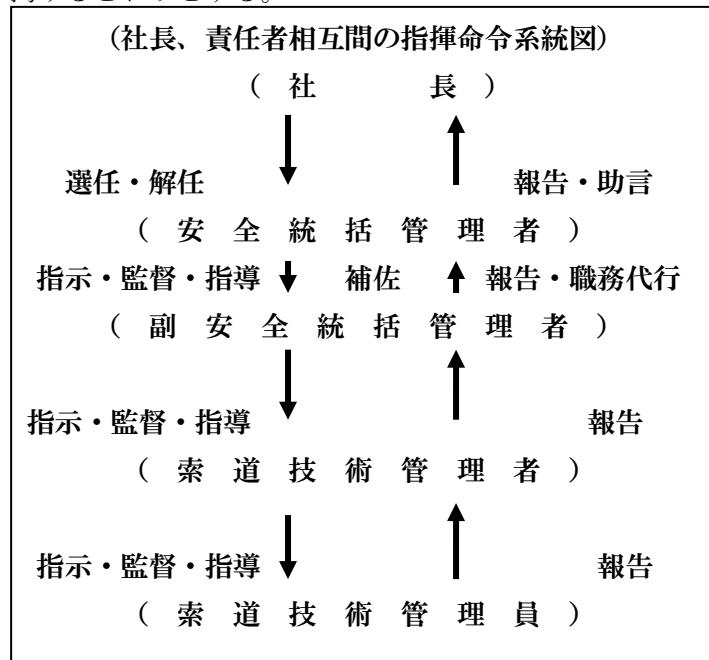 （社長、責任者相互間の指揮命令系統図）
（ 社 長 ）
選任・解任 報告・助言
（ 安 全 統 括 管 理 者 ）
指示・監督・指導 補佐 報告・職務代行
（ 副 安 全 統 括 管 理 者 ）
指示・監督・指導 報告
（ 索 道 技 術 管 理 者 ）
指示・監督・指導 報告
（ 索 道 技 術 管 理 員 ）